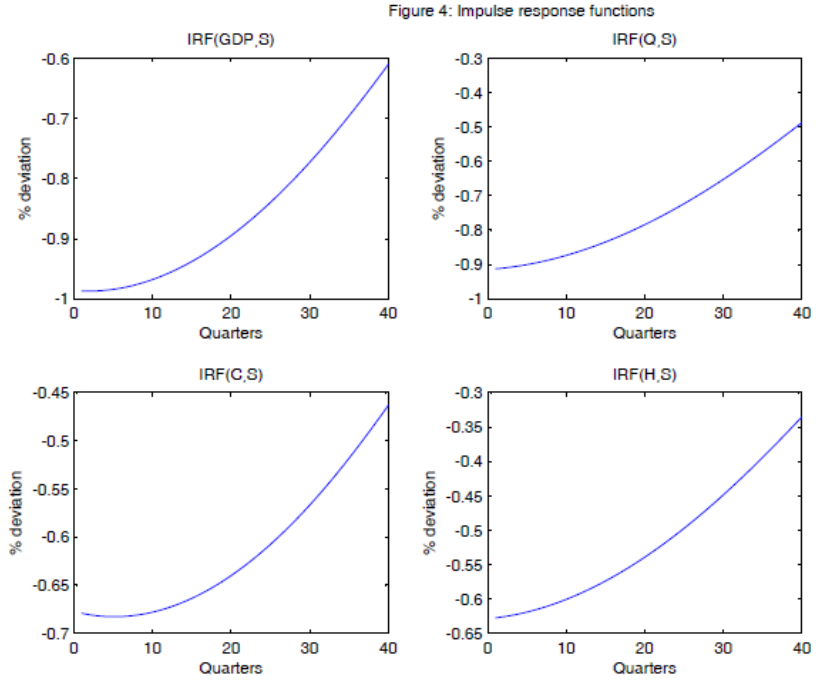 Figure 4: Impulse response functions
IRF(GDP,S)
-0.6
-0.7
-0.8
-0.9
-1
% deviation
0 10 20 30 40
Quarters
IRF(Q,S)
-0.3
-0.4
-0.5
-0.6
-0.7
-0.8
-0.9
-1
% deviation
0 10 20 30 40
Quarters
IRF(C,S)
-0.45
-0.5
-0.55
-0.6
-0.65
-0.7
% deviation
0 10 20 30 40
Quarters
IRF(H,S)
-0.3
-0.35
-0.4
-0.45
-0.5
-0.55
-0.6
-0.65
% deviation
0 10 20 30 40
Quarters